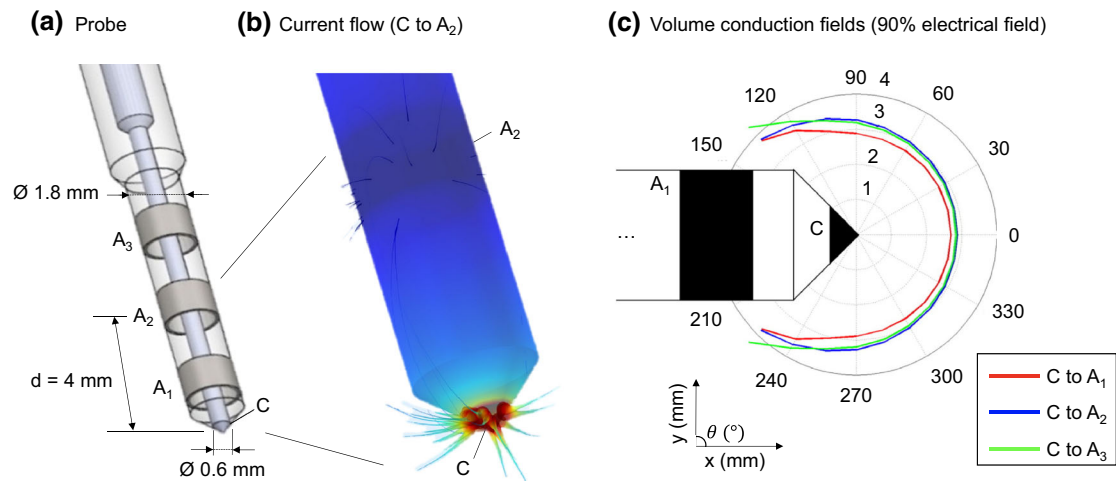 (a) Probe
Ø 1.8 mm
A3
A2
d = 4 mm
A1
C
Ø 0.6 mm
(b) Current flow (C to A2)
A2
C
(c) Volume conduction fields (90% electrical field)
90
4
120
60
3
150
2
30
1
A1
C
...
0
210
330
240
300
270
y (mm)
θ (°)
x (mm)
C to A1
C to A2
C to A3